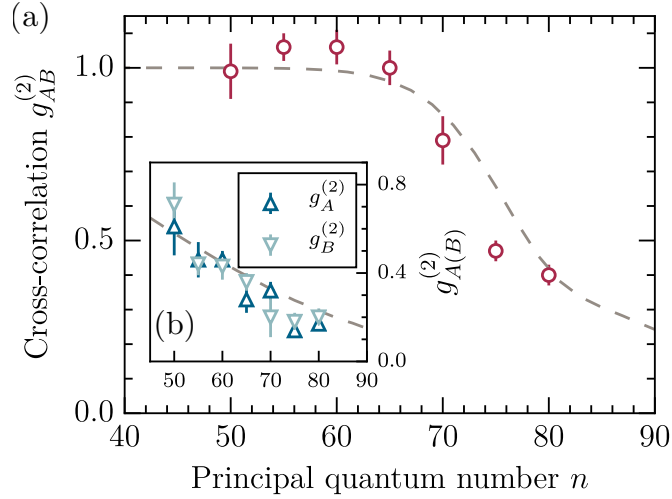 (a)
Cross-correlation g_{AB}^{(2)}
1.0
0.5
0.0
40 50 60 70 80 90
Principal quantum number n
(b)
g_A^{(2)}
g_B^{(2)}
g_{A(B)}^{(2)}
0.8
0.4
0.0
50 60 70 80 90